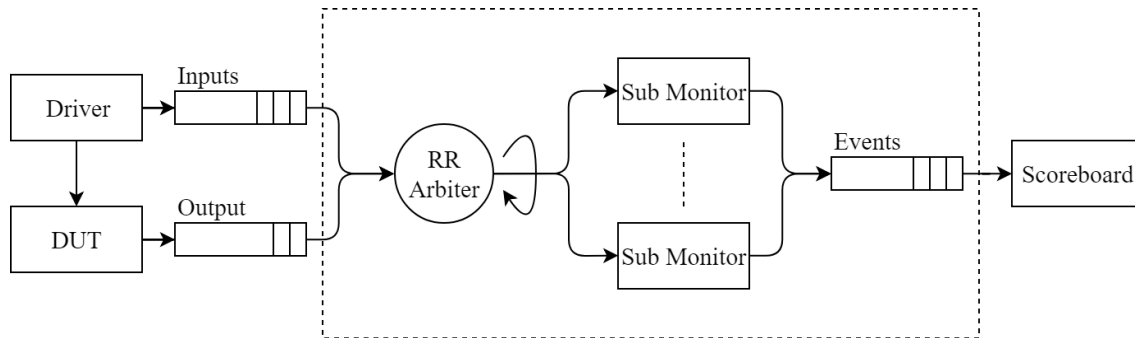 Inputs
Driver
Output
DUT
RR
Arbiter
Sub Monitor
Sub Monitor
Events
Scoreboard